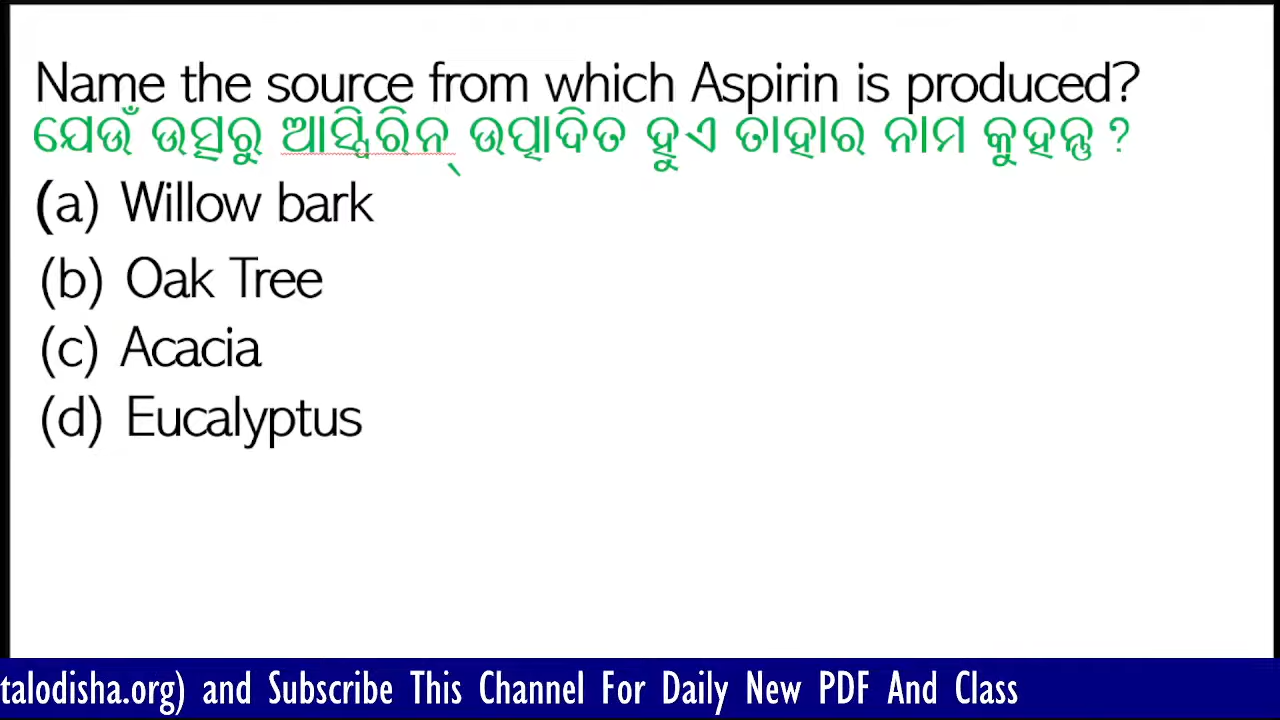 Name the source from which Aspirin is produced?
ଯେଉଁ ଉତ୍ସରୁ ଆସ୍ପିରିନ୍ ଉତ୍ପାଦିତ ହୁଏ ତାହାର ନାମ କୁହନ୍ତୁ ?
(a) Willow bark
(b) Oak Tree
(c) Acacia
(d) Eucalyptus
talodisha.org) and Subscribe This Channel For Daily New PDF And Class